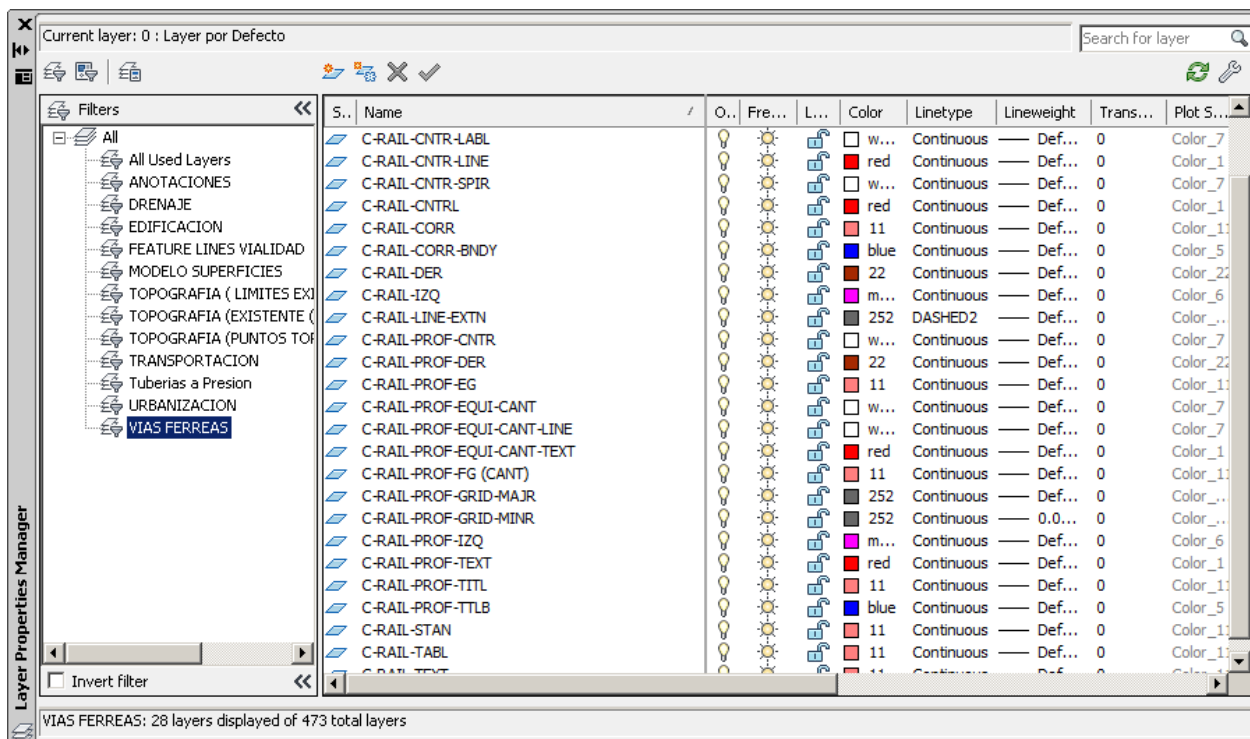 Current layer: 0 : Layer por Defecto
Search for layer
Filters
All
All Used Layers
ANOTACIONES
DRENAJE
EDIFICACION
FEATURE LINES VIALIDAD
MODELO SUPERFICIES
TOPOGRAFIA ( LIMITES EXI
TOPOGRAFIA (EXISTENTE (
TOPOGRAFIA (PUNTOS TOP
TRANSPORTACION
Tuberias a Presion
URBANIZACION
VIAS FERREAS
Invert filter
S.. Name O.. Fre... L... Color Linetype Lineweight Trans... Plot S...
C-RAIL-CNTR-LABL w... Continuous Def... 0 Color_7
C-RAIL-CNTR-LINE red Continuous Def... 0 Color_1
C-RAIL-CNTR-SPIR w... Continuous Def... 0 Color_7
C-RAIL-CNTRL red Continuous Def... 0 Color_1
C-RAIL-CORR 11 Continuous Def... 0 Color_11
C-RAIL-CORR-BNDY blue Continuous Def... 0 Color_5
C-RAIL-DER 22 Continuous Def... 0 Color_22
C-RAIL-IZQ m... Continuous Def... 0 Color_6
C-RAIL-LINE-EXTN 252 DASHED2 Def... 0 Color_...
C-RAIL-PROF-CNTR w... Continuous Def... 0 Color_7
C-RAIL-PROF-DER 22 Continuous Def... 0 Color_22
C-RAIL-PROF-EG 11 Continuous Def... 0 Color_11
C-RAIL-PROF-EQUI-CANT w... Continuous Def... 0 Color_7
C-RAIL-PROF-EQUI-CANT-LINE w... Continuous Def... 0 Color_7
C-RAIL-PROF-EQUI-CANT-TEXT red Continuous Def... 0 Color_1
C-RAIL-PROF-FG (CANT) 11 Continuous Def... 0 Color_11
C-RAIL-PROF-GRID-MAJR 252 Continuous Def... 0 Color_...
C-RAIL-PROF-GRID-MINR 252 Continuous 0.0... 0 Color_...
C-RAIL-PROF-IZQ m... Continuous Def... 0 Color_6
C-RAIL-PROF-TEXT red Continuous Def... 0 Color_1
C-RAIL-PROF-TITL 11 Continuous Def... 0 Color_11
C-RAIL-PROF-TTLB blue Continuous Def... 0 Color_5
C-RAIL-STAN 11 Continuous Def... 0 Color_11
C-RAIL-TABL 11 Continuous Def... 0 Color_11
Layer Properties Manager
VIAS FERREAS: 28 layers displayed of 473 total layers